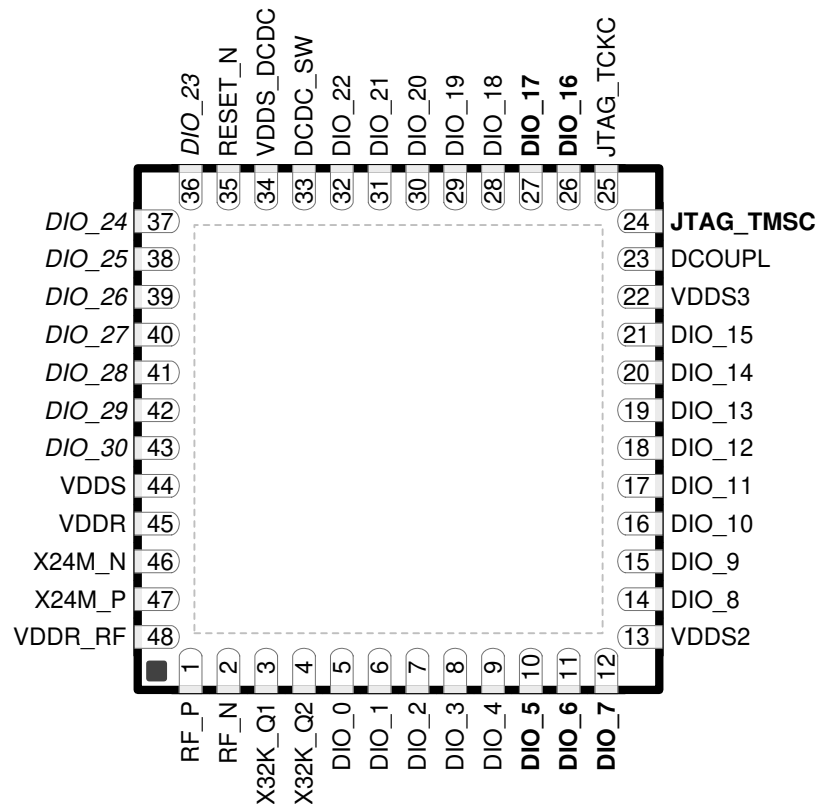 DIO_23
RESET_N
VDDS_DCDC
DCDC_SW
DIO_22
DIO_21
DIO_20
DIO_19
DIO_18
DIO_17
DIO_16
JTAG_TCKC
36
35
34
33
32
31
30
29
28
27
26
25
DIO_24 37
DIO_25 38
DIO_26 39
DIO_27 40
DIO_28 41
DIO_29 42
DIO_30 43
VDDS 44
VDDR 45
X24M_N 46
X24M_P 47
VDDR_RF 48
24 JTAG_TMSC
23 DCOUPL
22 VDDS3
21 DIO_15
20 DIO_14
19 DIO_13
18 DIO_12
17 DIO_11
16 DIO_10
15 DIO_9
14 DIO_8
13 VDDS2
1
2
3
4
5
6
7
8
9
10
11
12
RF_P
RF_N
X32K_Q1
X32K_Q2
DIO_0
DIO_1
DIO_2
DIO_3
DIO_4
DIO_5
DIO_6
DIO_7